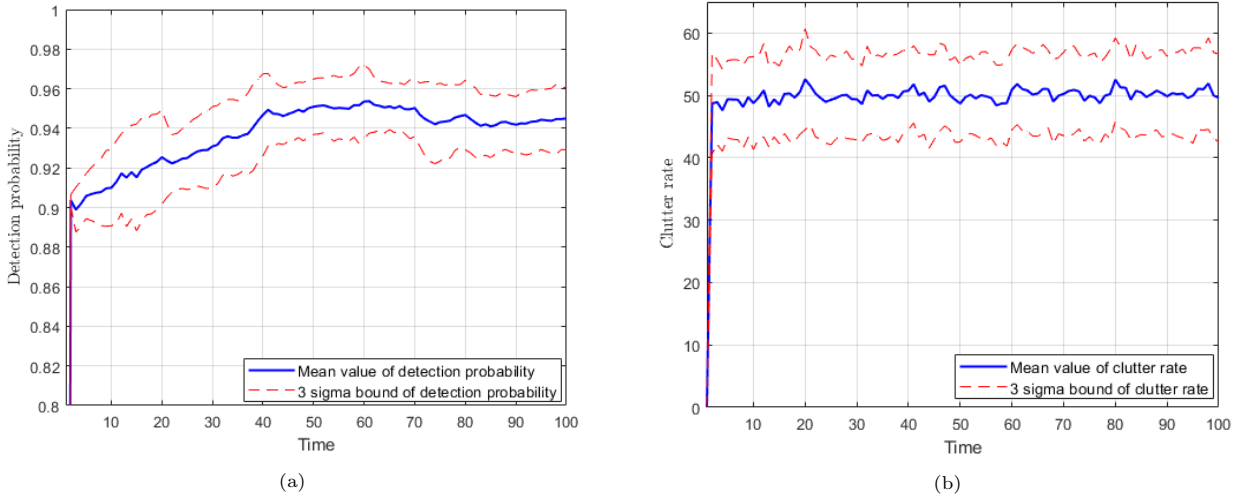 1
0.98
0.96
0.94
0.92
0.9
0.88
0.86
0.84
0.82
0.8
Detection probability
10 20 30 40 50 60 70 80 90 100
Time
Mean value of detection probability
3 sigma bound of detection probability
(a)
60
50
40
30
20
10
0
Clutter rate
10 20 30 40 50 60 70 80 90 100
Time
Mean value of clutter rate
3 sigma bound of clutter rate
(b)